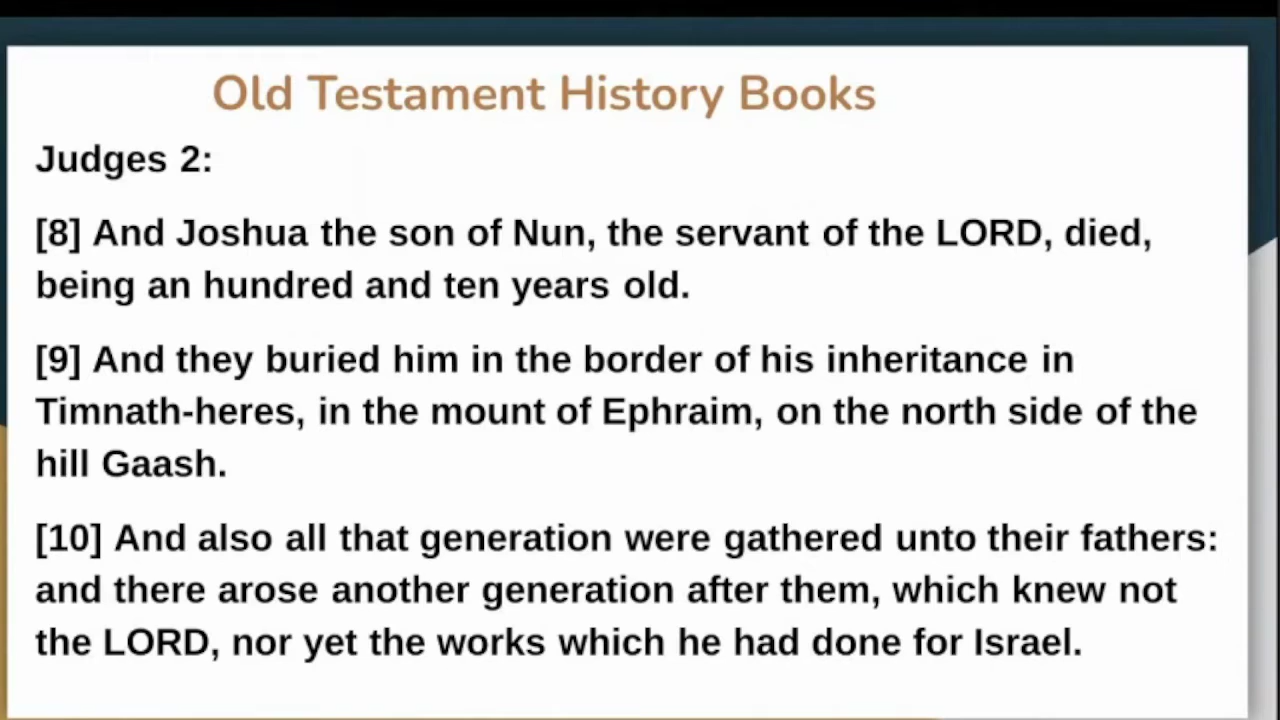 Old Testament History Books
Judges 2:
[8] And Joshua the son of Nun, the servant of the LORD, died,
being an hundred and ten years old.
[9] And they buried him in the border of his inheritance in
Timnath-heres, in the mount of Ephraim, on the north side of the
hill Gaash.
[10] And also all that generation were gathered unto their fathers:
and there arose another generation after them, which knew not
the LORD, nor yet the works which he had done for Israel.